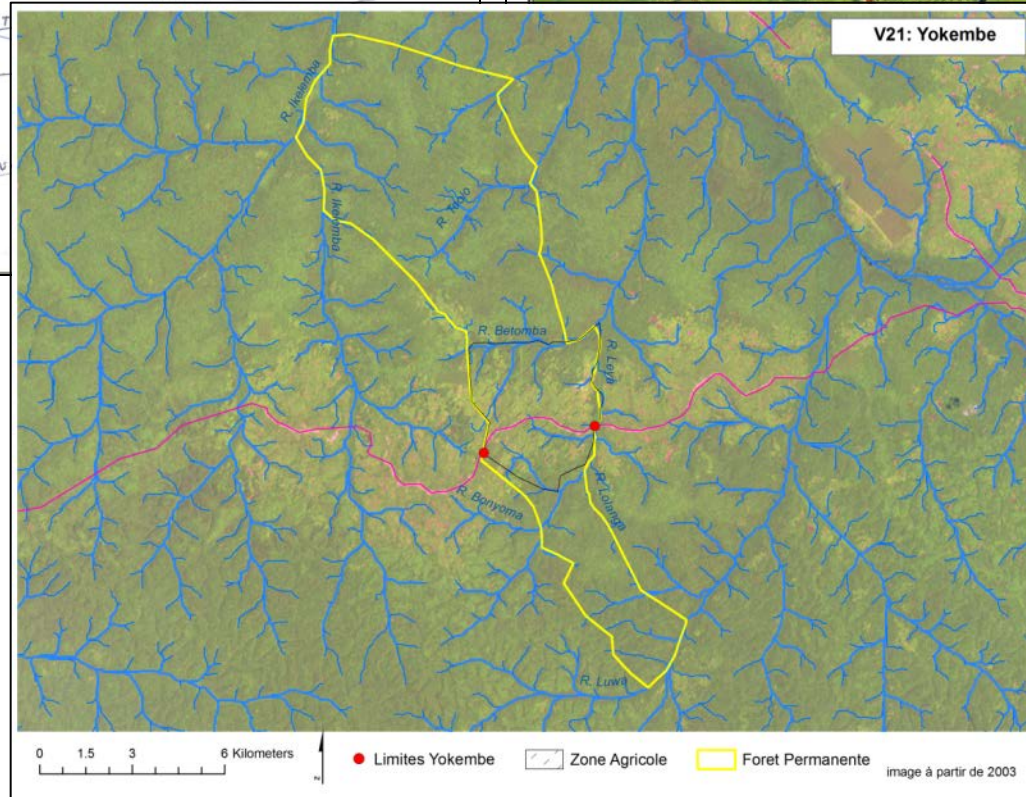 V21: Yokembe
R. Ikelemba
R. Ikelemba
R. Betomba
R. Loya
R. Lolanga
R. Bonyoma
R. Luwa
0 1.5 3 6 Kilometers
N
Limites Yokembe
Zone Agricole
Foret Permanente
image à partir de 2003